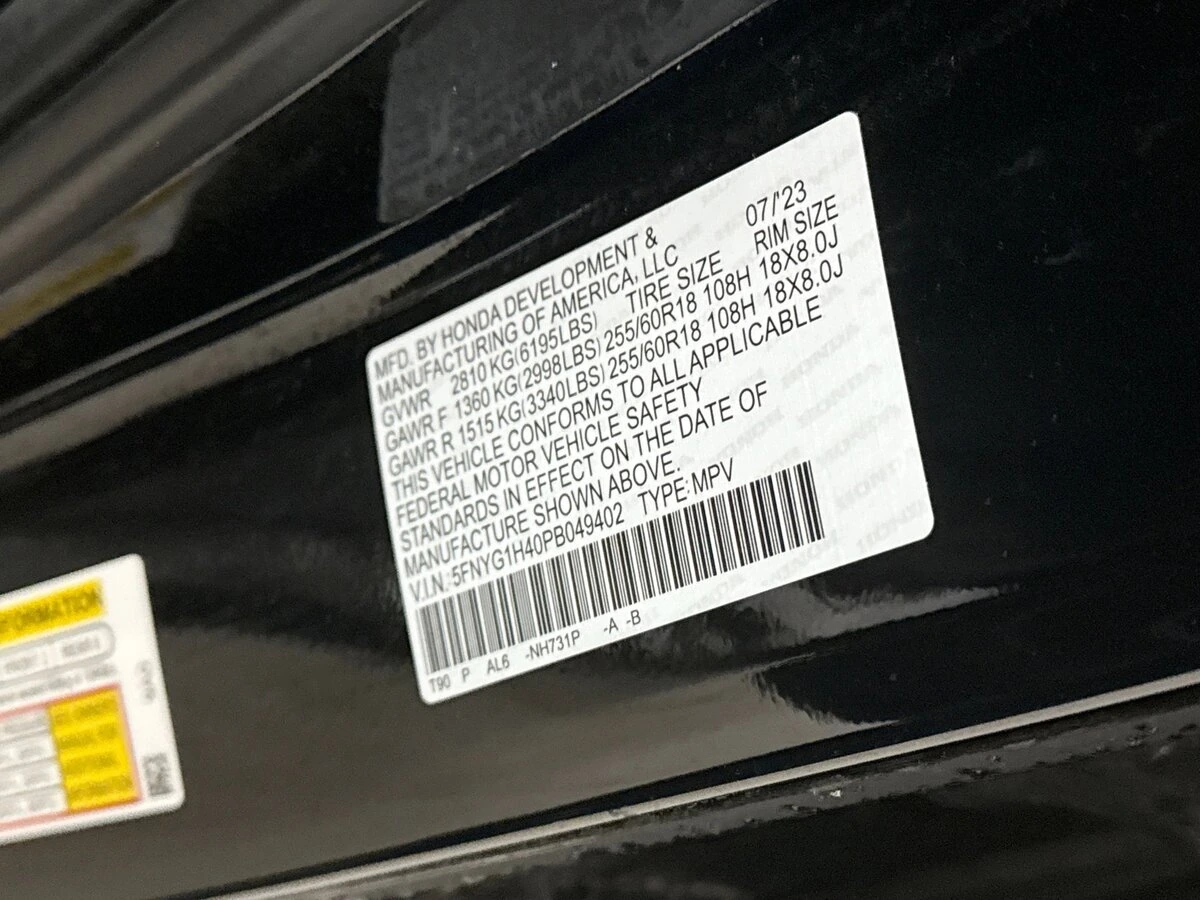 MFD. BY HONDA DEVELOPMENT &
MANUFACTURING OF AMERICA, LLC 07/'23
GVWR 2810 KG(6195LBS) TIRE SIZE RIM SIZE
GAWR F 1360 KG(2998LBS) 255/60R18 108H 18X8.0J
GAWR R 1515 KG(3340LBS) 255/60R18 108H 18X8.0J
THIS VEHICLE CONFORMS TO ALL APPLICABLE
FEDERAL MOTOR VEHICLE SAFETY
STANDARDS IN EFFECT ON THE DATE OF
MANUFACTURE SHOWN ABOVE.
V.I.N.: 5FNYG1H40PB049402 TYPE: MPV
T90 P AL6 -NH731P -A -B
HONDA